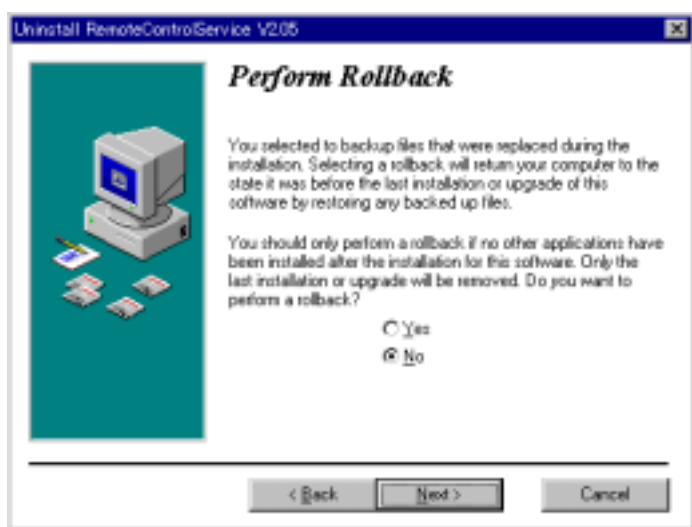 Uninstall RemoteControlService V2.05
Perform Rollback
You selected to backup files that were replaced during the
installation. Selecting a rollback will return your computer to the
state it was before the last installation or upgrade of this
software by restoring any backed up files.
You should only perform a rollback if no other applications have
been installed after the installation for this software. Only the
last installation or upgrade will be removed. Do you want to
perform a rollback?
Yes
No
< Back
Next >
Cancel